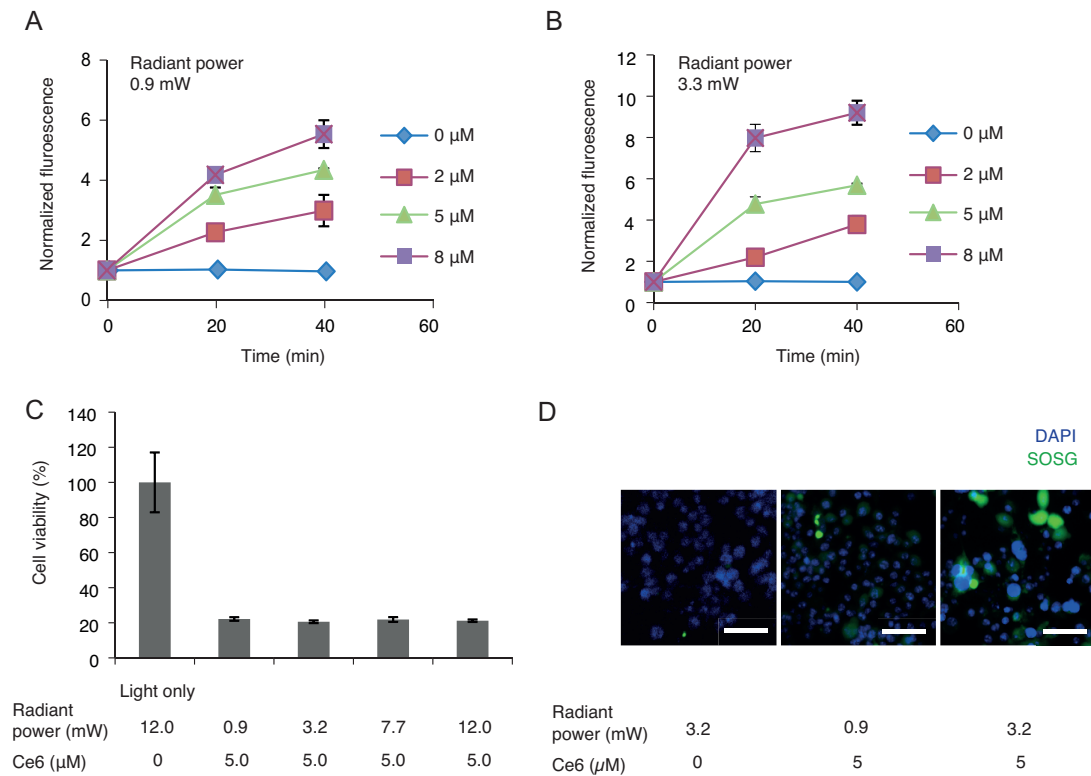 A
Radiant power
0.9 mW
Normalized fluroescence
8
6
4
2
0
0 20 40 60
Time (min)
0 µM
2 µM
5 µM
8 µM
B
Radiant power
3.3 mW
Normalized fluroescence
12
10
8
6
4
2
0
0 20 40 60
Time (min)
0 µM
2 µM
5 µM
8 µM
C
Cell viability (%)
140
120
100
80
60
40
20
0
Light only
Radiant
power (mW) 12.0 0.9 3.2 7.7 12.0
Ce6 (µM) 0 5.0 5.0 5.0 5.0
D
DAPI
SOSG
Radiant
power (mW) 3.2 0.9 3.2
Ce6 (µM) 0 5 5